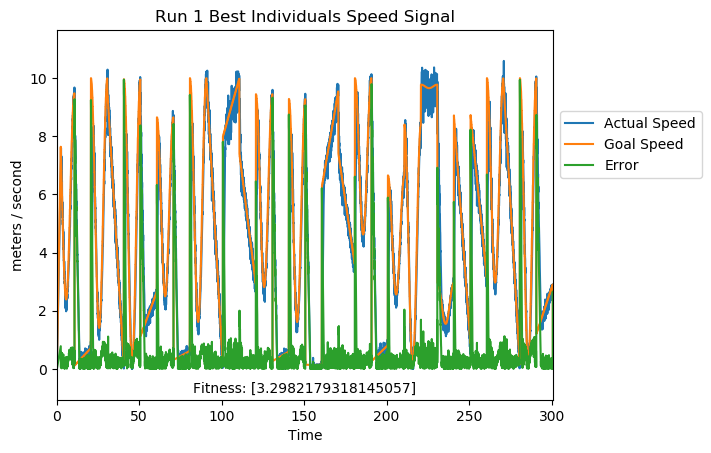 Run 1 Best Individuals Speed Signal
meters / second
10
8
6
4
2
0
Actual Speed
Goal Speed
Error
Fitness: [3.2982179318145057]
0 50 100 150 200 250 300
Time